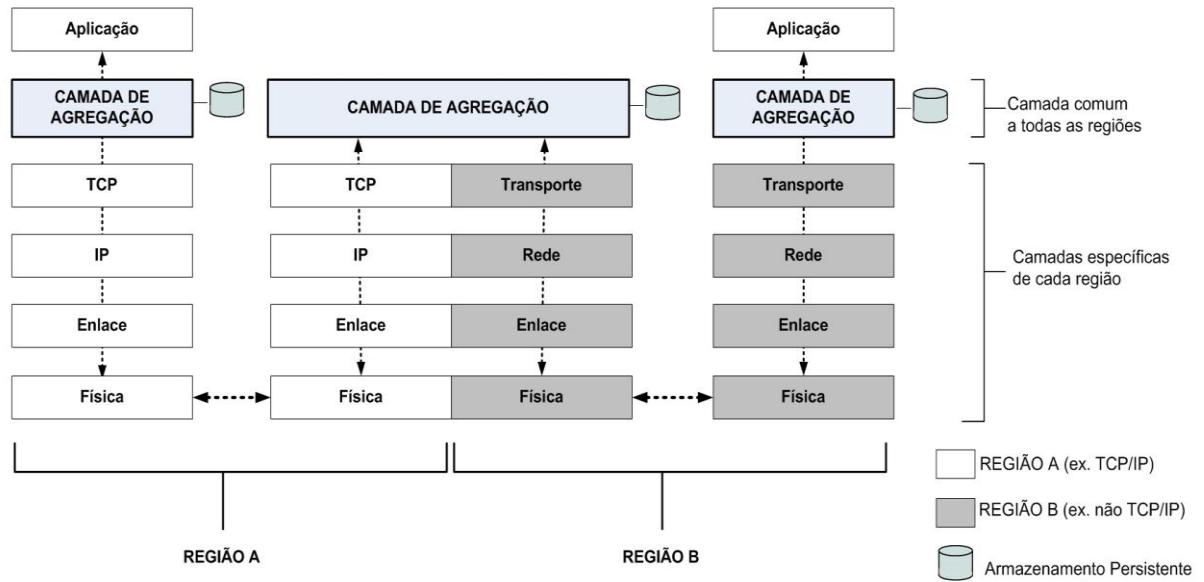 Aplicação
Aplicação
CAMADA DE
AGREGAÇÃO
CAMADA DE AGREGAÇÃO
CAMADA DE
AGREGAÇÃO
Camada comum
a todas as regiões
TCP
TCP
Transporte
Transporte
IP
IP
Rede
Rede
Camadas específicas
de cada região
Enlace
Enlace
Enlace
Enlace
Física
Física
Física
Física
REGIÃO A (ex. TCP/IP)
REGIÃO B (ex. não TCP/IP)
Armazenamento Persistente
REGIÃO A
REGIÃO B